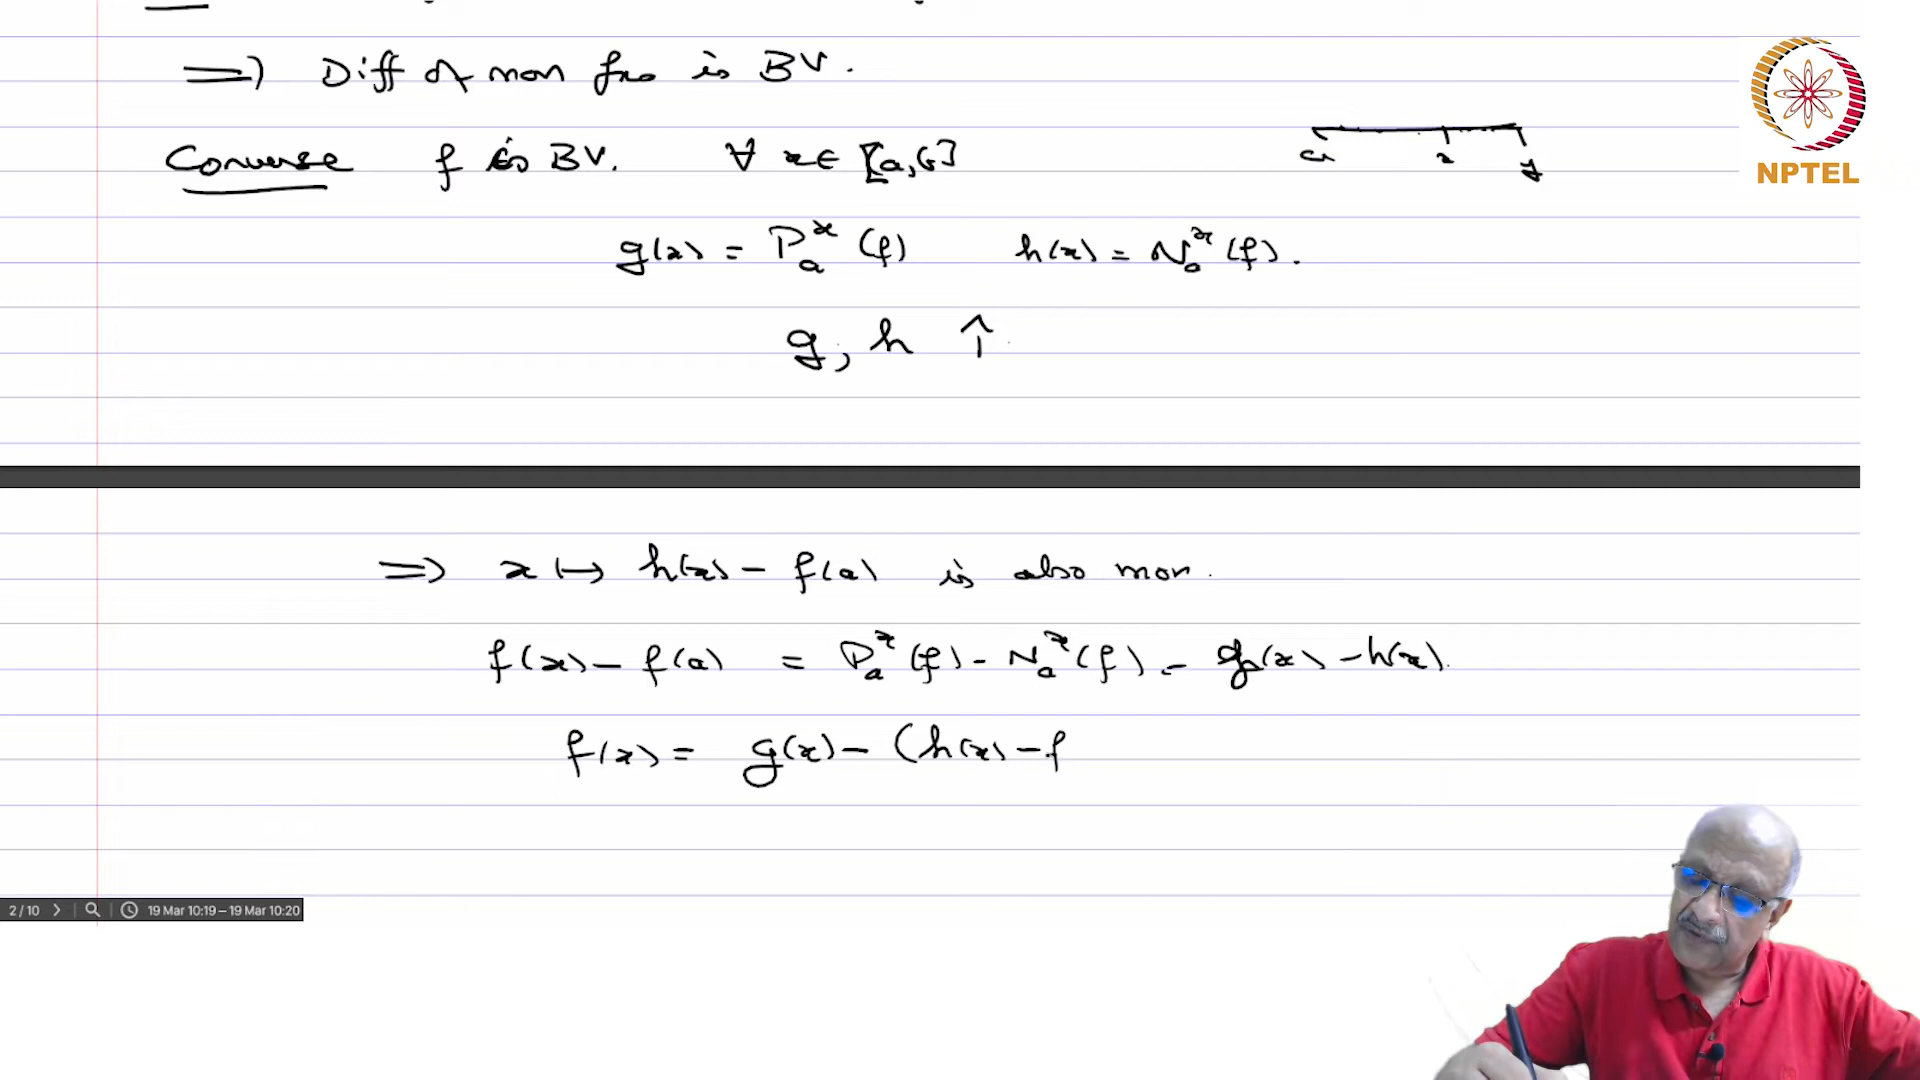 ⇒) Diff of mon fns is BV.
Converse f is BV. ∀ x ∈ [a,b]
a x y
NPTEL
g(x) = P_a^x (f) h(x) = N_a^x (f).
g, h ↑
⇒) x ↦ h(x) - f(a) is also mon.
f(x) - f(a) = P_a^x (f) - N_a^x (f) = g(x) - h(x).
f(x) = g(x) - (h(x) - f
2 / 10 19 Mar 10:19 – 19 Mar 10:20